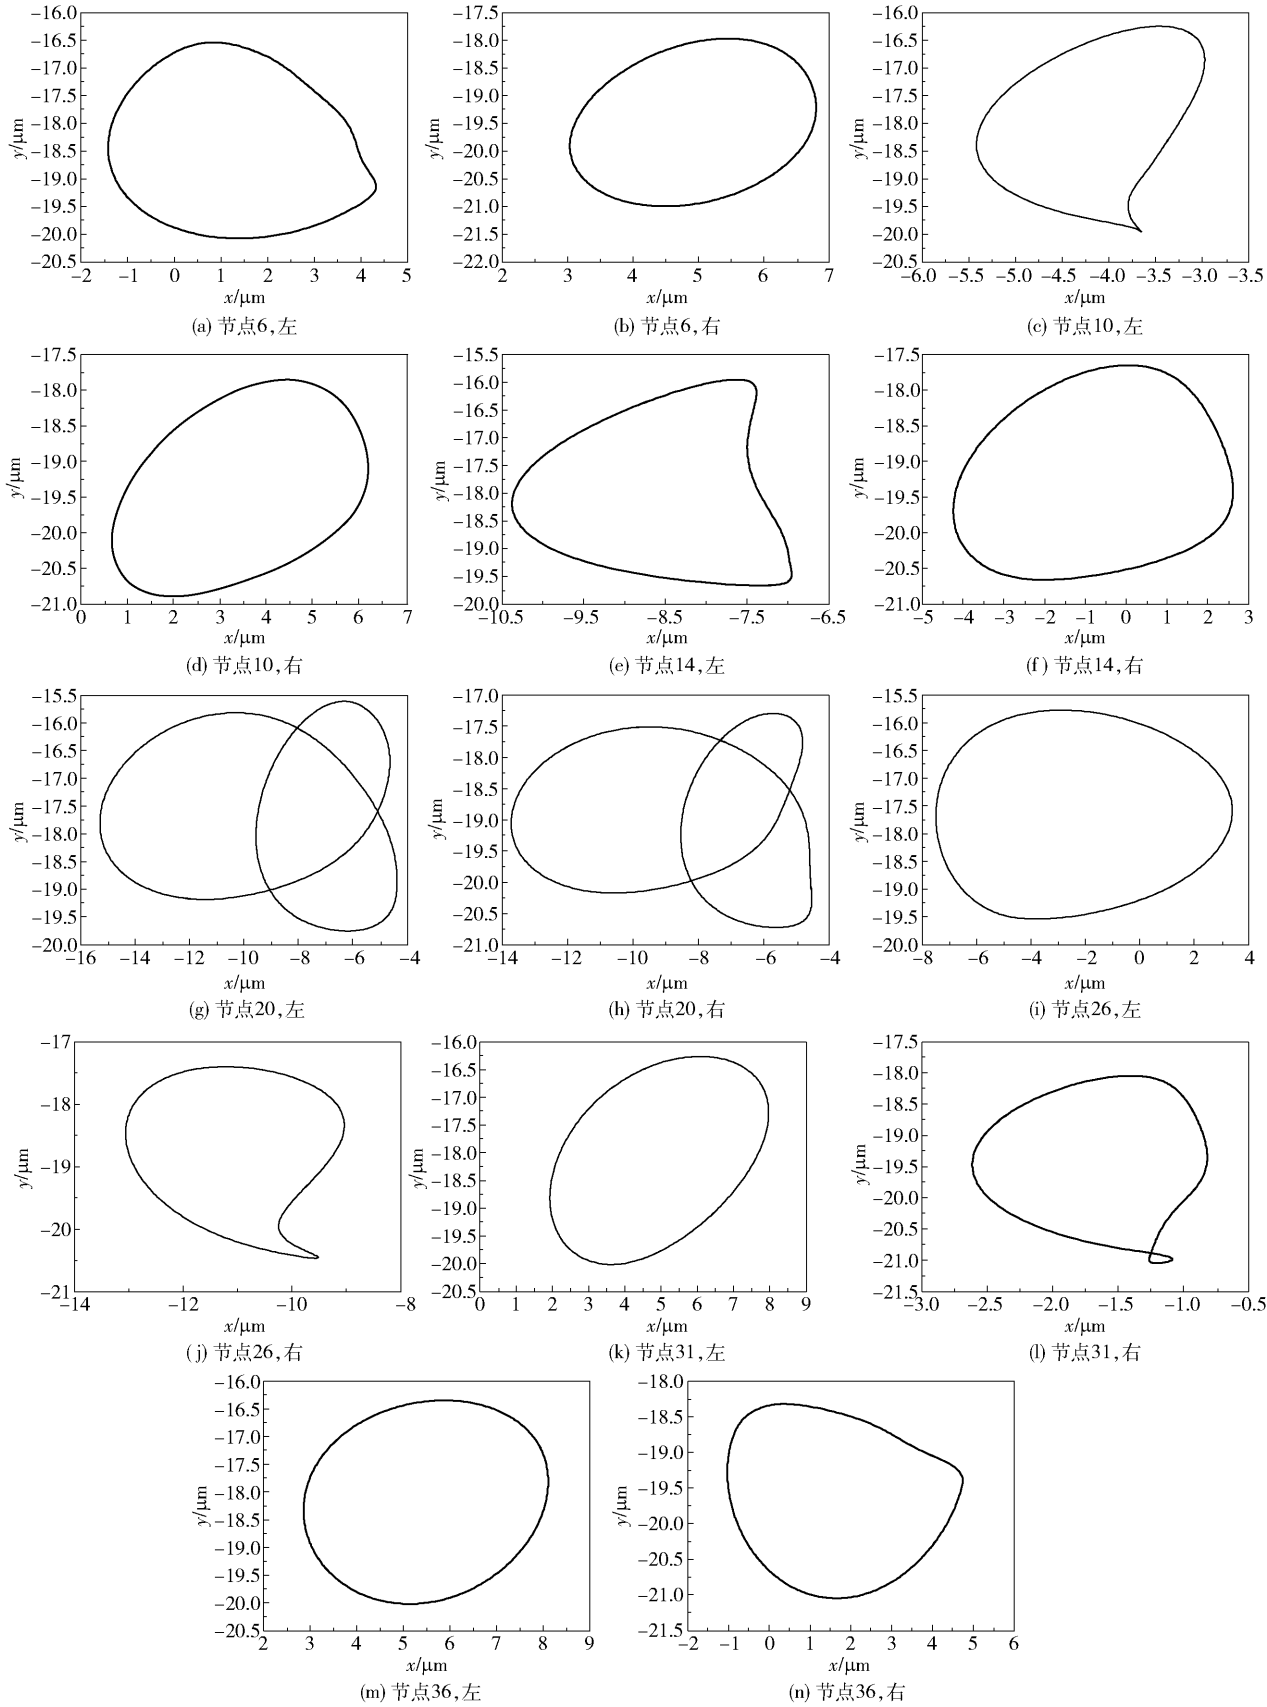 −16.0
−16.5
−17.0
−17.5
−18.0
−18.5
−19.0
−19.5
−20.0
−20.5
y/μm
−2 −1 0 1 2 3 4 5
x/μm
(a) 节点6,左
−17.5
−18.0
−18.5
−19.0
−19.5
−20.0
−20.5
−21.0
−21.5
−22.0
y/μm
2 3 4 5 6 7
x/μm
(b) 节点6,右
−16.0
−16.5
−17.0
−17.5
−18.0
−18.5
−19.0
−19.5
−20.0
−20.5
y/μm
−6.0 −5.5 −5.0 −4.5 −4.0 −3.5 −3.0 −3.5
x/μm
(c) 节点10,左
−17.5
−18.0
−18.5
−19.0
−19.5
−20.0
−20.5
−21.0
y/μm
0 1 2 3 4 5 6 7
x/μm
(d) 节点10,右
−15.5
−16.0
−16.5
−17.0
−17.5
−18.0
−18.5
−19.0
−19.5
−20.0
y/μm
−10.5 −9.5 −8.5 −7.5 −6.5
x/μm
(e) 节点14,左
−17.5
−18.0
−18.5
−19.0
−19.5
−20.0
−20.5
−21.0
y/μm
−5 −4 −3 −2 −1 0 1 2 3
x/μm
(f) 节点14,右
−15.5
−16.0
−16.5
−17.0
−17.5
−18.0
−18.5
−19.0
−19.5
−20.0
y/μm
−16 −14 −12 −10 −8 −6 −4
x/μm
(g) 节点20,左
−17.0
−17.5
−18.0
−18.5
−19.0
−19.5
−20.0
−20.5
−21.0
y/μm
−14 −12 −10 −8 −6 −4
x/μm
(h) 节点20,右
−15.5
−16.0
−16.5
−17.0
−17.5
−18.0
−18.5
−19.0
−19.5
−20.0
y/μm
−8 −6 −4 −2 0 2 4
x/μm
(i) 节点26,左
−17
−18
−19
−20
−21
y/μm
−14 −12 −10 −8
x/μm
(j) 节点26,右
−16.0
−16.5
−17.0
−17.5
−18.0
−18.5
−19.0
−19.5
−20.0
−20.5
y/μm
0 1 2 3 4 5 6 7 8 9
x/μm
(k) 节点31,左
−17.5
−18.0
−18.5
−19.0
−19.5
−20.0
−20.5
−21.0
−21.5
y/μm
−3.0 −2.5 −2.0 −1.5 −1.0 −0.5
x/μm
(l) 节点31,右
−16.0
−16.5
−17.0
−17.5
−18.0
−18.5
−19.0
−19.5
−20.0
−20.5
y/μm
2 3 4 5 6 7 8 9
x/μm
(m) 节点36,左
−18.0
−18.5
−19.0
−19.5
−20.0
−20.5
−21.0
−21.5
y/μm
−2 −1 0 1 2 3 4 5 6
x/μm
(n) 节点36,右